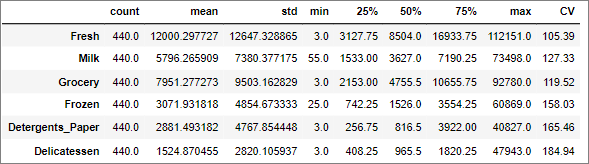 count mean std min 25% 50% 75% max CV
Fresh 440.0 12000.297727 12647.328865 3.0 3127.75 8504.0 16933.75 112151.0 105.39
Milk 440.0 5796.265909 7380.377175 55.0 1533.00 3627.0 7190.25 73498.0 127.33
Grocery 440.0 7951.277273 9503.162829 3.0 2153.00 4755.5 10655.75 92780.0 119.52
Frozen 440.0 3071.931818 4854.673333 25.0 742.25 1526.0 3554.25 60869.0 158.03
Detergents_Paper 440.0 2881.493182 4767.854448 3.0 256.75 816.5 3922.00 40827.0 165.46
Delicatessen 440.0 1524.870455 2820.105937 3.0 408.25 965.5 1820.25 47943.0 184.94